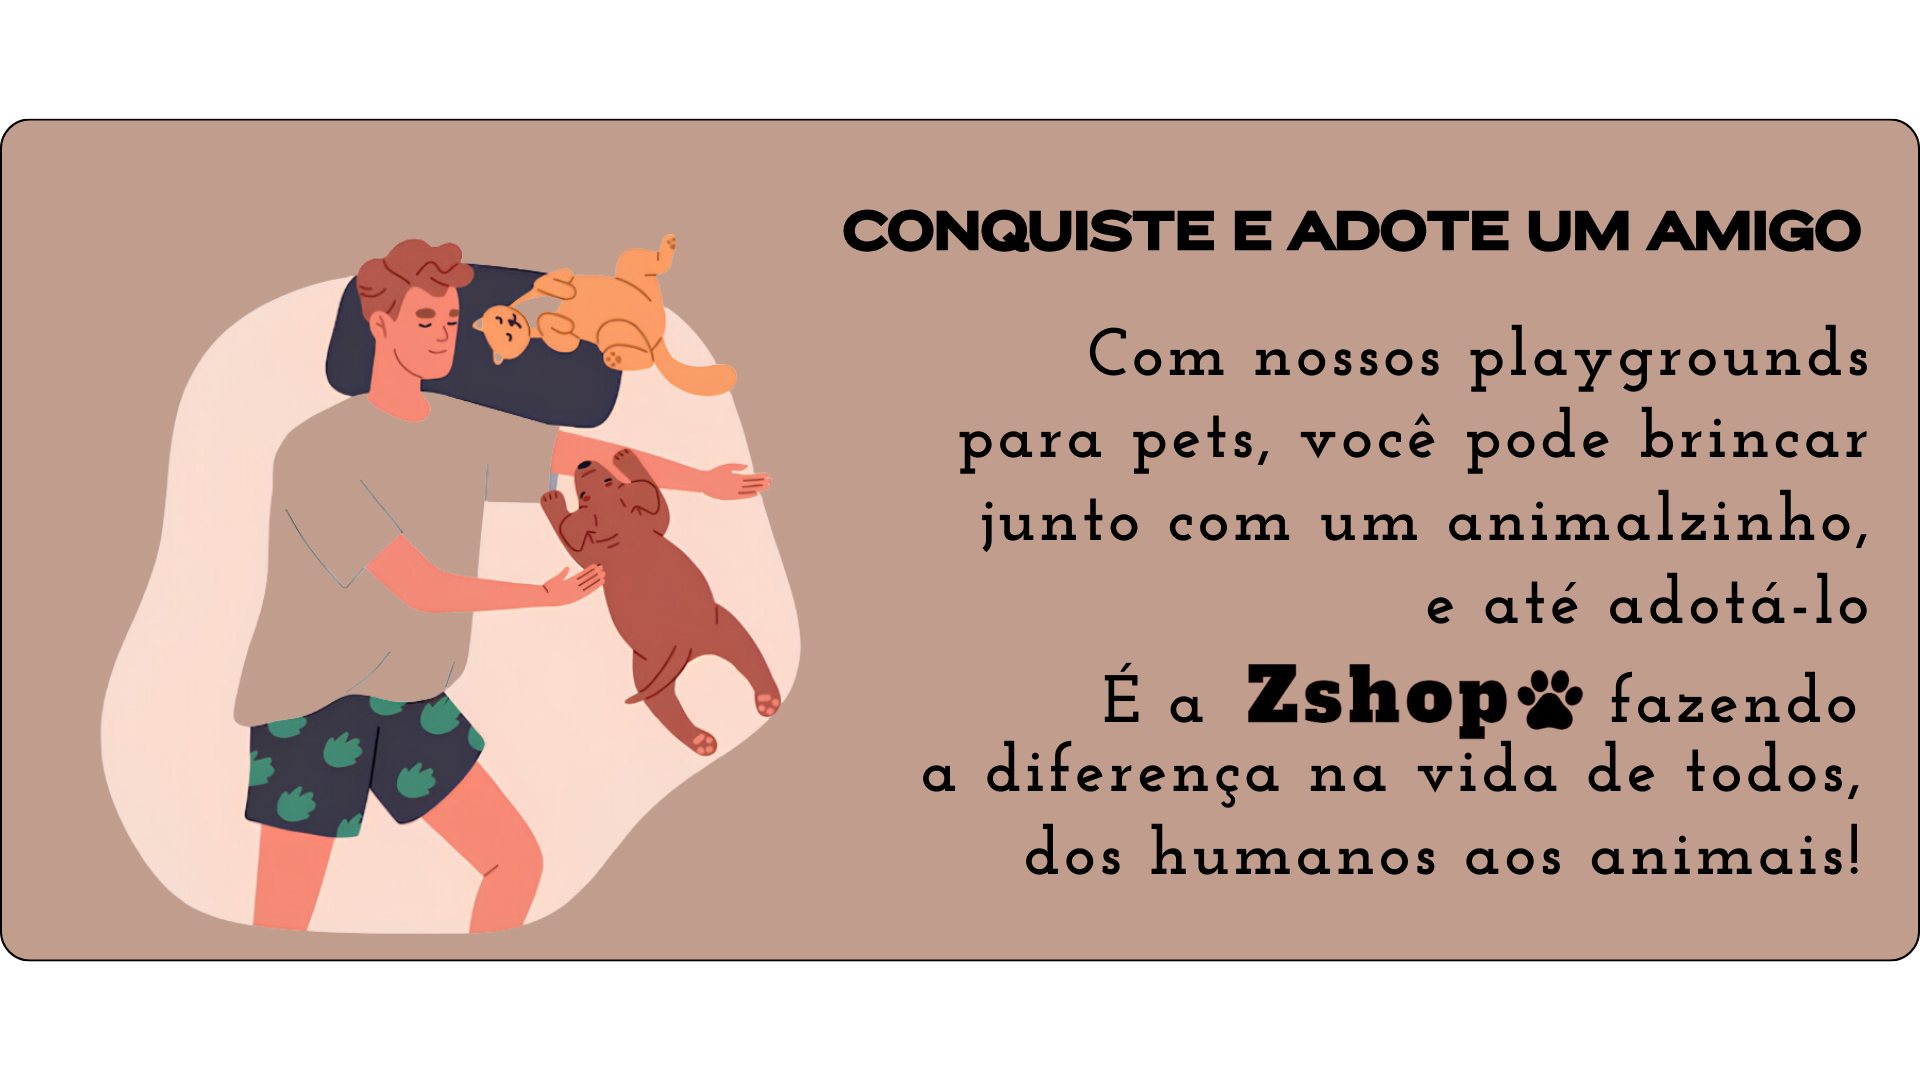 CONQUISTE E ADOTE UM AMIGO
Com nossos playgrounds
para pets, você pode brincar
junto com um animalzinho,
e até adotá-lo
É a Zshop fazendo
a diferença na vida de todos,
dos humanos aos animais!